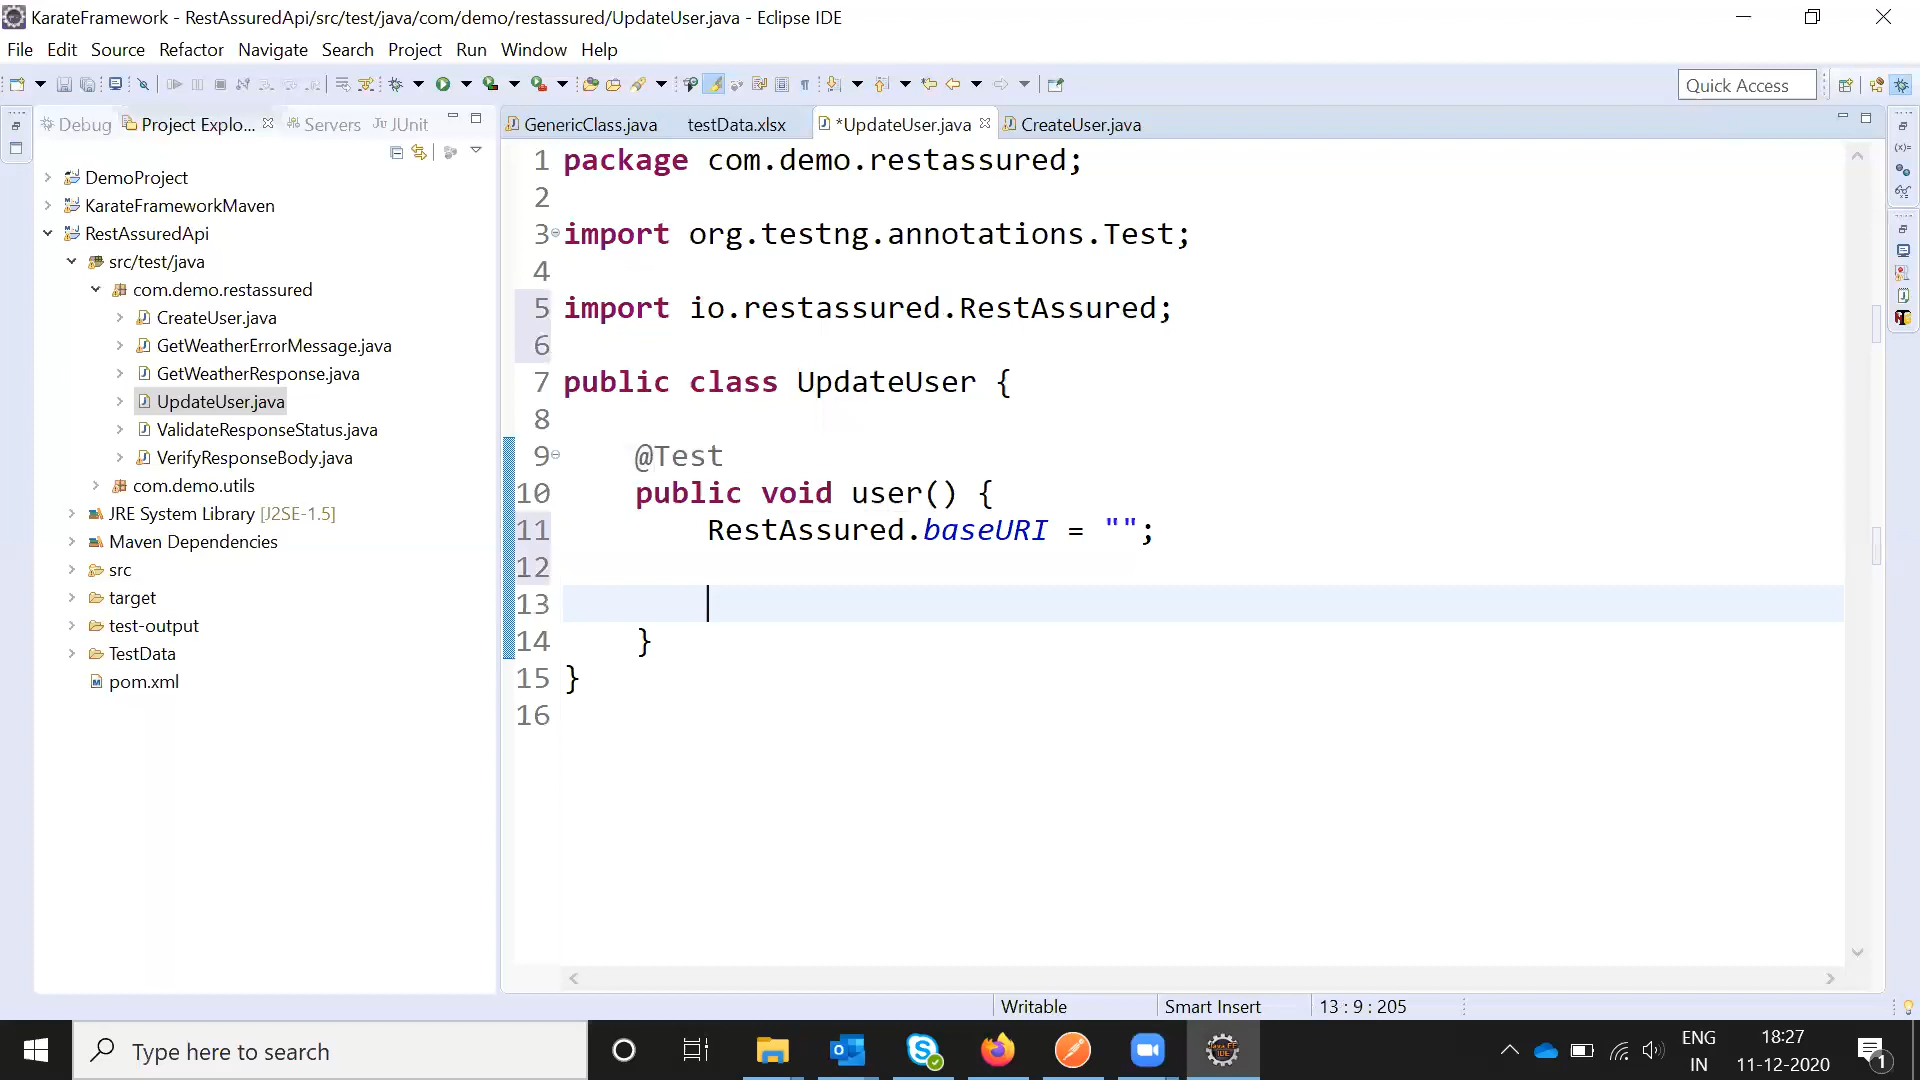 KarateFramework - RestAssuredApi/src/test/java/com/demo/restassured/UpdateUser.java - Eclipse IDE
File Edit Source Refactor Navigate Search Project Run Window Help
Quick Access
Debug Project Explo... Servers JUnit
GenericClass.java testData.xlsx *UpdateUser.java CreateUser.java
DemoProject
KarateFrameworkMaven
RestAssuredApi
src/test/java
com.demo.restassured
CreateUser.java
GetWeatherErrorMessage.java
GetWeatherResponse.java
UpdateUser.java
ValidateResponseStatus.java
VerifyResponseBody.java
com.demo.utils
JRE System Library [J2SE-1.5]
Maven Dependencies
src
target
test-output
TestData
pom.xml
1 package com.demo.restassured;
2
3 import org.testng.annotations.Test;
4
5 import io.restassured.RestAssured;
6
7 public class UpdateUser {
8
9 @Test
10 public void user() {
11 RestAssured.baseURI = "";
12
13
14 }
15 }
16
Writable Smart Insert 13 : 9 : 205
Type here to search
ENG
IN
18:27
11-12-2020
1